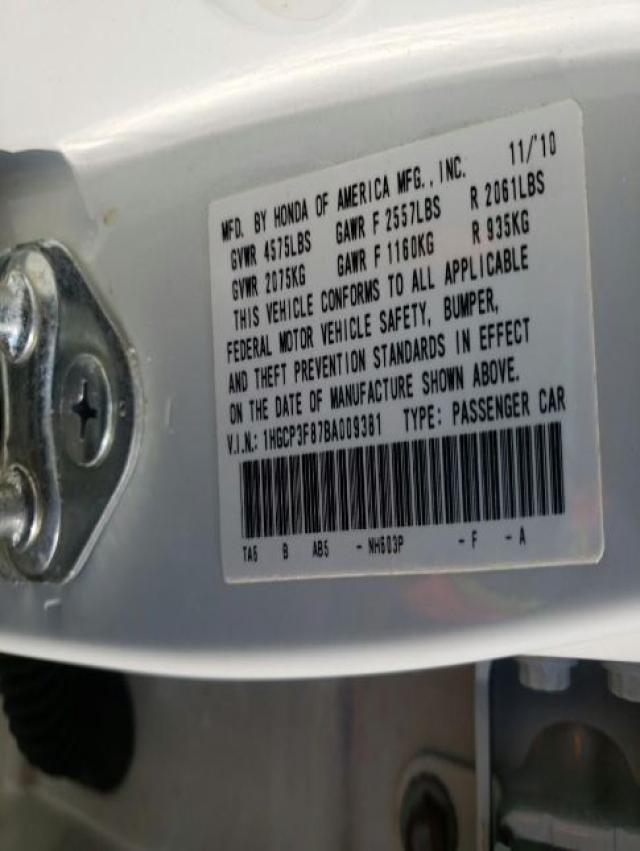 MFD. BY HONDA OF AMERICA MFG., INC. 11/'10
GVWR 4575LBS GAWR F 2557LBS R 2061LBS
GVWR 2075KG GAWR F 1160KG R 935KG
THIS VEHICLE CONFORMS TO ALL APPLICABLE
FEDERAL MOTOR VEHICLE SAFETY, BUMPER,
AND THEFT PREVENTION STANDARDS IN EFFECT
ON THE DATE OF MANUFACTURE SHOWN ABOVE.
V.I.N.: 1HGCP3F87BA009381 TYPE: PASSENGER CAR
TA6 B AB5 - NH603P - F - A